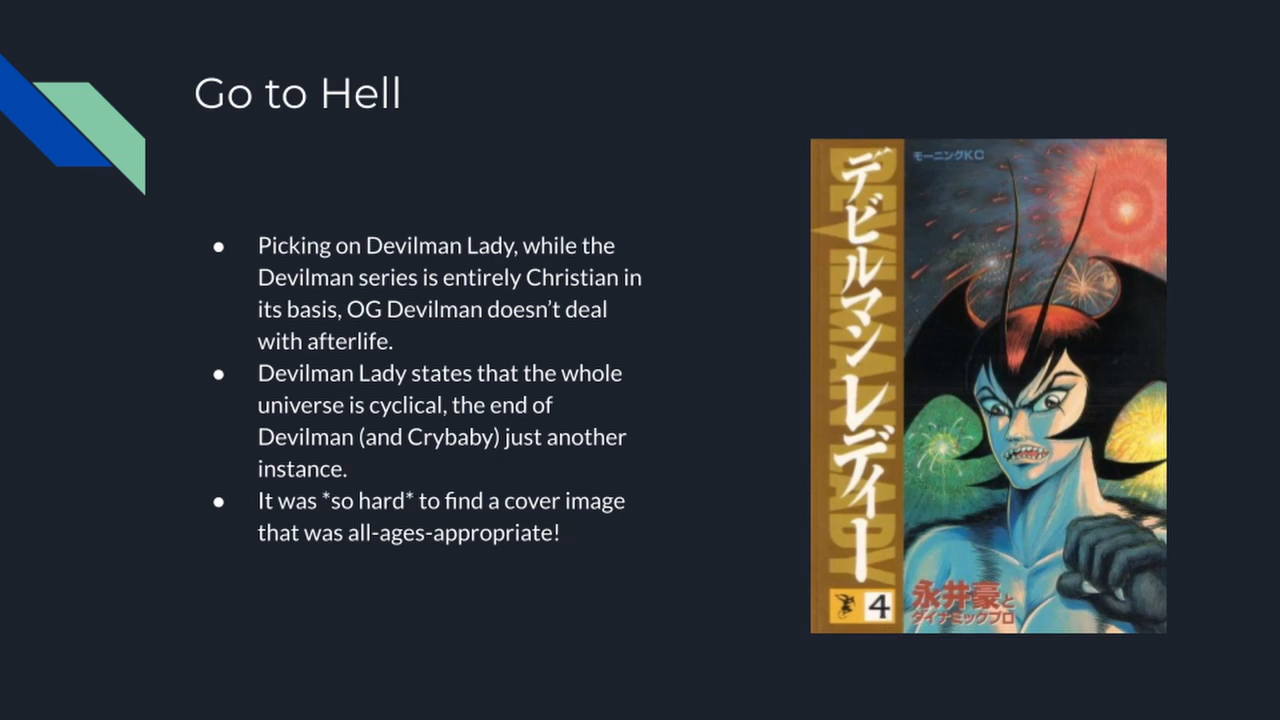 Go to Hell
● Picking on Devilman Lady, while the
Devilman series is entirely Christian in
its basis, OG Devilman doesn’t deal
with afterlife.
● Devilman Lady states that the whole
universe is cyclical, the end of
Devilman (and Crybaby) just another
instance.
● It was *so hard* to find a cover image
that was all-ages-appropriate!
デビルマンレディー
DEVILMAN LADY
モーニングKC
4
永井豪と
ダイナミックプロ